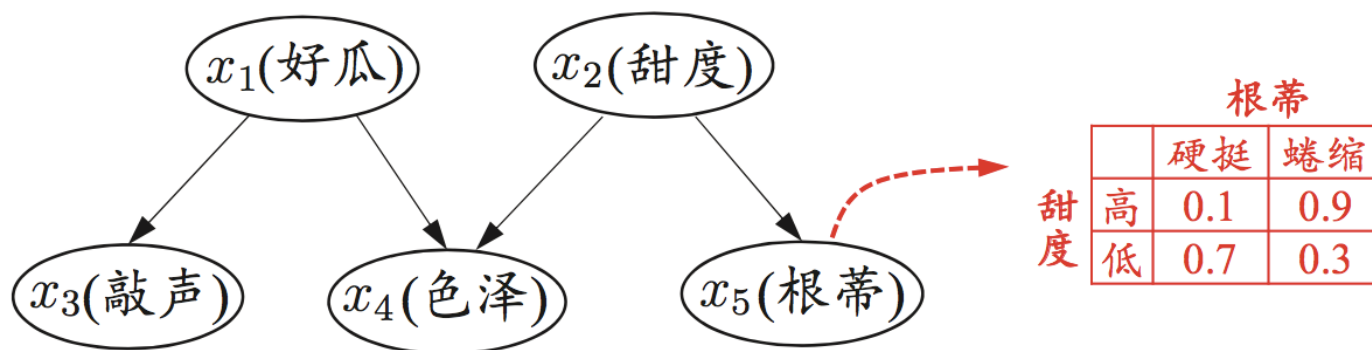 x₁(好瓜)
x₂(甜度)
x₃(敲声)
x₄(色泽)
x₅(根蒂)
根蒂
硬挺 蜷缩
甜度
高 0.1 0.9
低 0.7 0.3